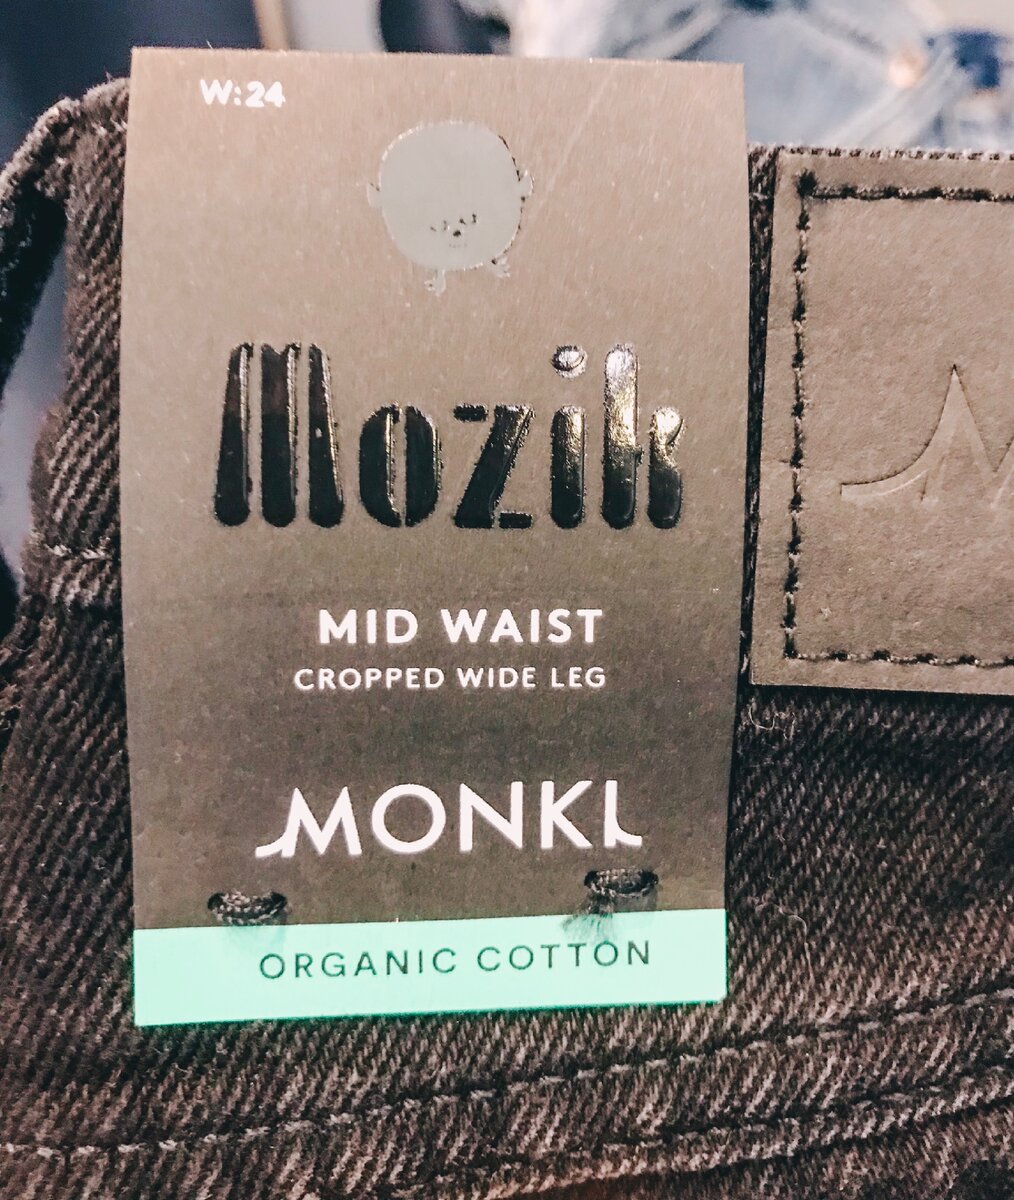 W:24
Mozik
MID WAIST
CROPPED WIDE LEG
MONKI
ORGANIC COTTON